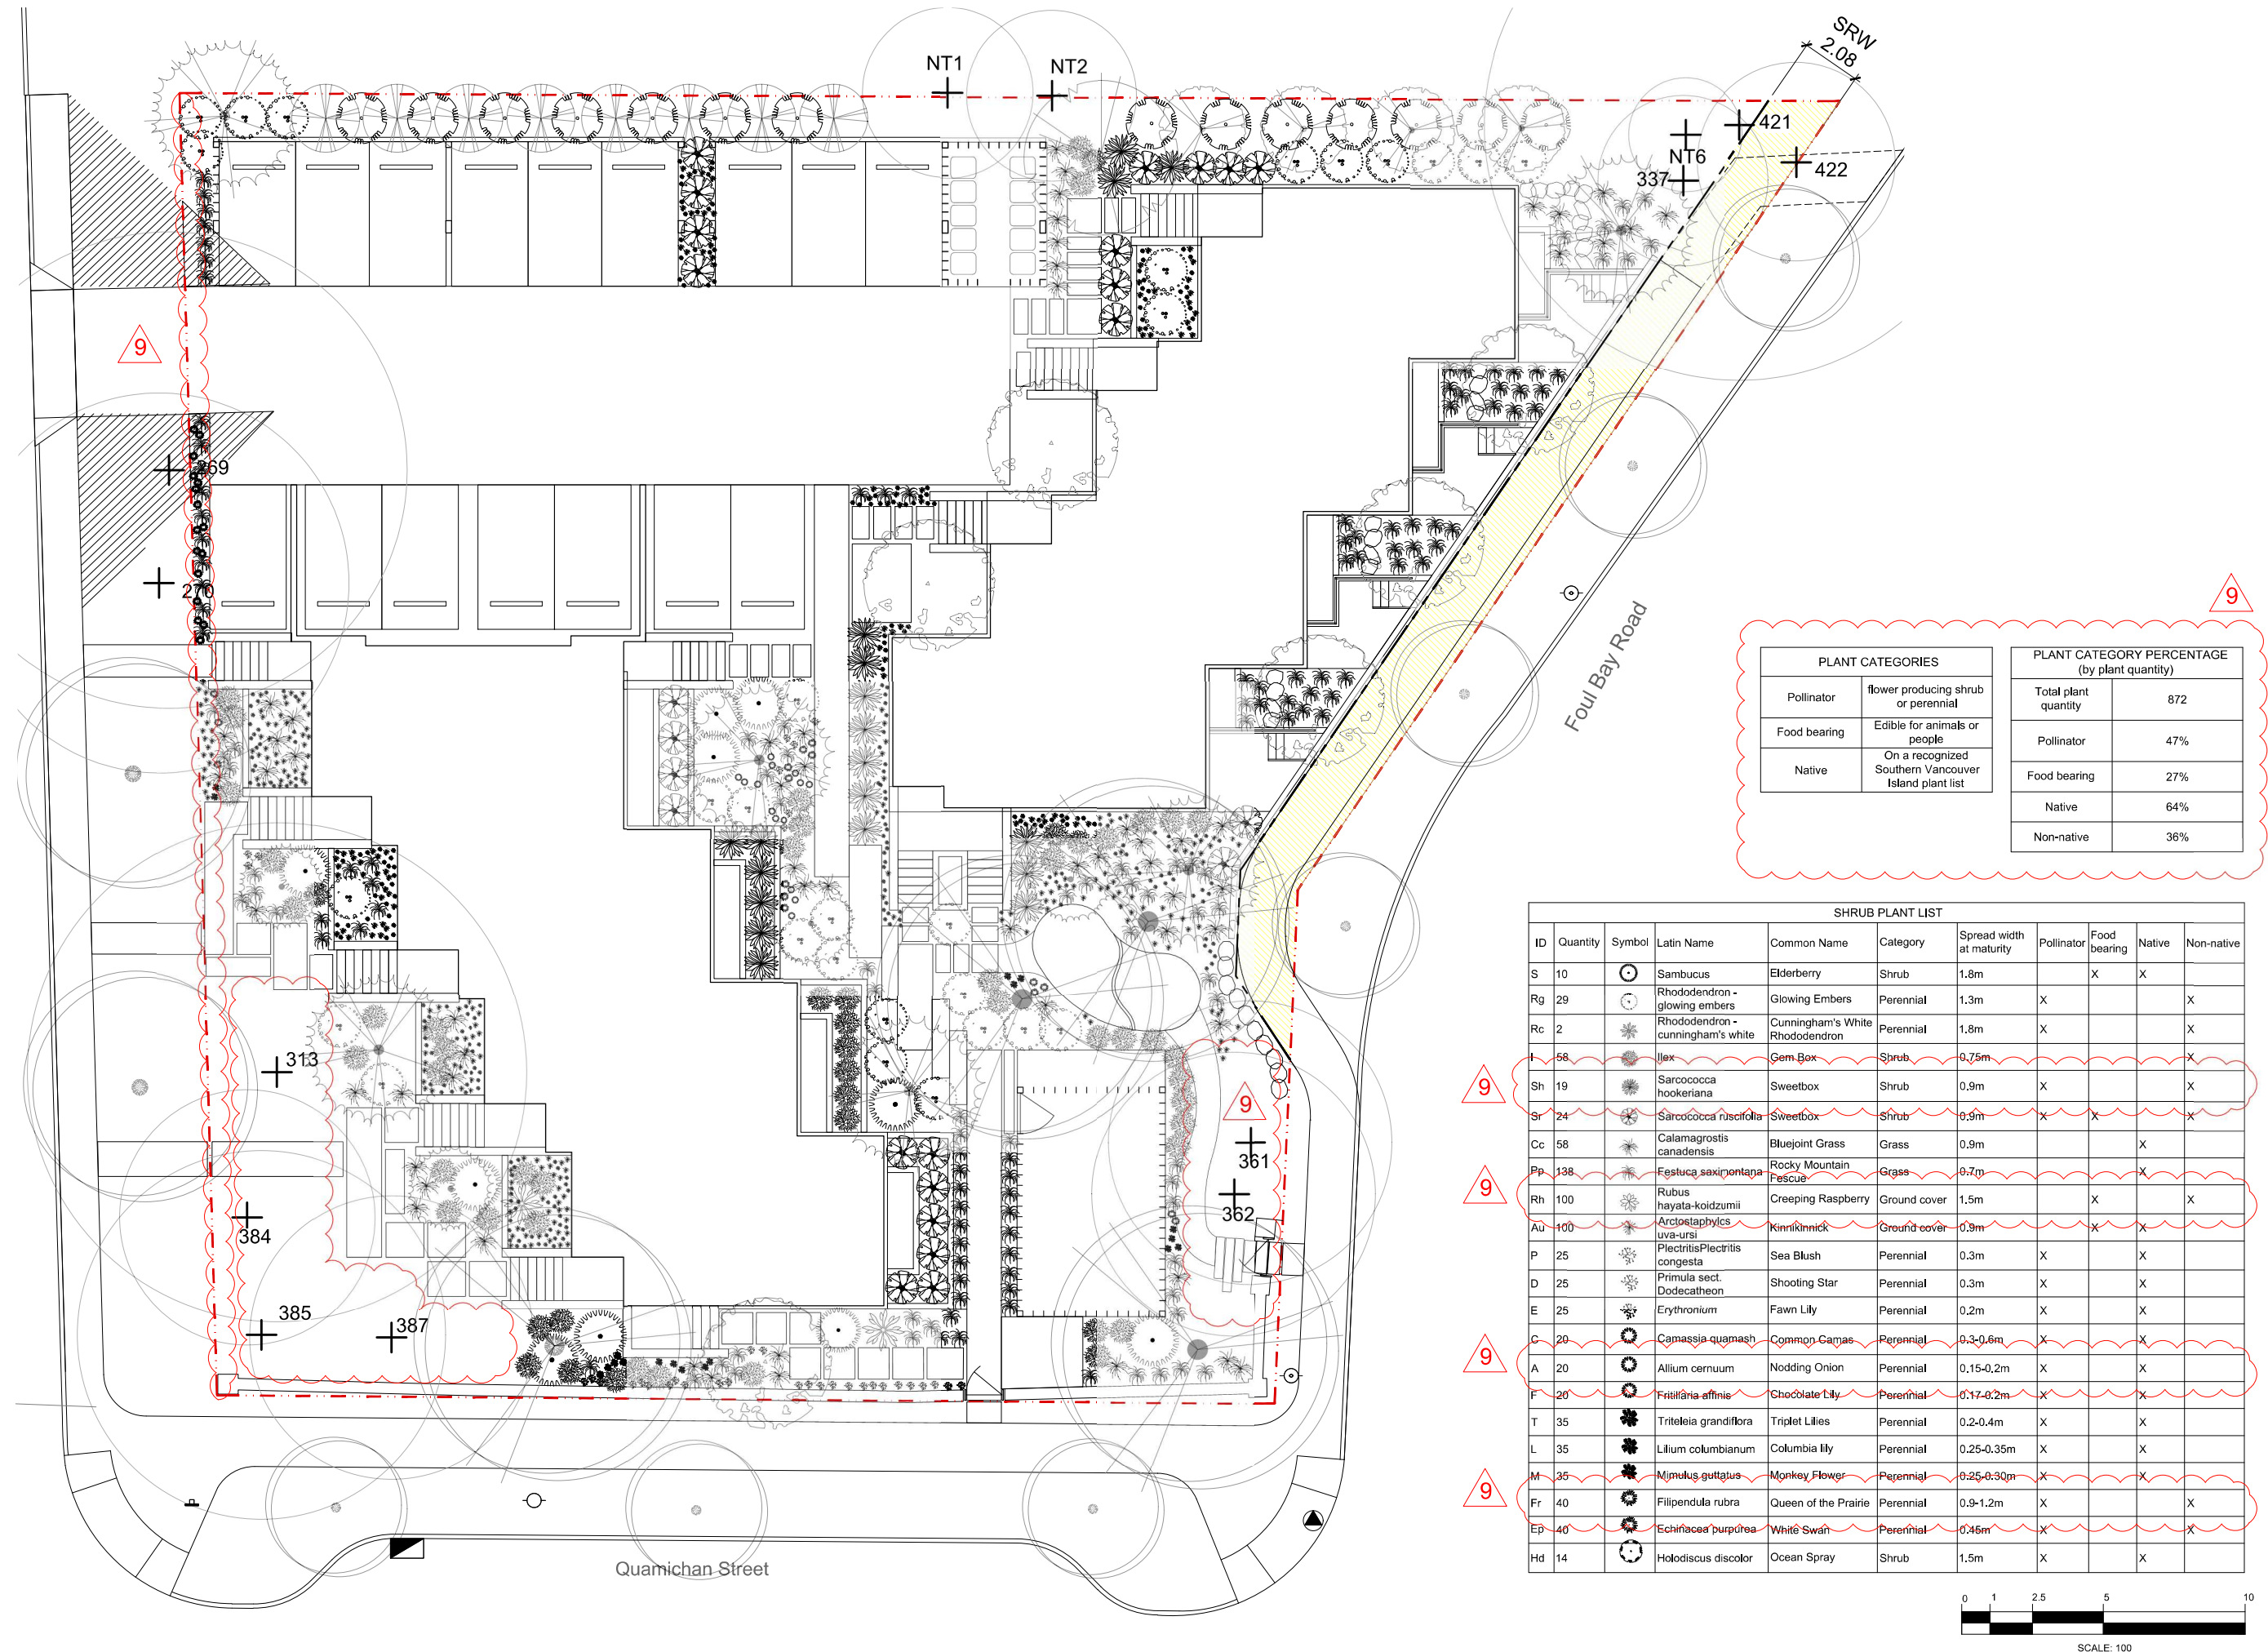 SRW
2.08
NT1
NT2
421
NT6
337
422
9
269
270
Foul Bay Road
9
PLANT CATEGORIES
Pollinator
flower producing shrub
or perennial
Food bearing
Edible for animals or
people
Native
On a recognized
Southern Vancouver
Island plant list
PLANT CATEGORY PERCENTAGE
(by plant quantity)
Total plant
quantity
872
Pollinator 47%
Food bearing 27%
Native 64%
Non-native 36%
313
384
385
387
9
361
362
Quamichan Street
SHRUB PLANT LIST
ID Quantity Symbol Latin Name Common Name Category Spread width
at maturity Pollinator Food
bearing Native Non-native
S 10 Sambucus Elderberry Shrub 1.8m X X
Rg 29 Rhododendron -
glowing embers Glowing Embers Perennial 1.3m X X
Rc 2 Rhododendron -
cunningham's white Cunningham's White
Rhododendron Perennial 1.8m X X
I 58 Ilex Gem Box Shrub 0.75m X
9
Sh 19 Sarcococca
hookeriana Sweetbox Shrub 0.9m X X
Sr 24 Sarcococca ruscifolia Sweetbox Shrub 0.9m X X X
Cc 58 Calamagrostis
canadensis Bluejoint Grass Grass 0.9m X
Pp 138 Festuca saximontana Rocky Mountain
Fescue Grass 0.7m X
9
Rh 100 Rubus
hayata-koidzumii Creeping Raspberry Ground cover 1.5m X X
Au 100 Arctostaphylos
uva-ursi Kinnikinnick Ground cover 0.9m X X
P 25 PlectritisPlectritis
congesta Sea Blush Perennial 0.3m X X
D 25 Primula sect.
Dodecatheon Shooting Star Perennial 0.3m X X
E 25 Erythronium Fawn Lily Perennial 0.2m X X
C 20 Camassia quamash Common Camas Perennial 0.3-0.6m X X
9
A 20 Allium cernuum Nodding Onion Perennial 0.15-0.2m X X
F 20 Fritillaria affinis Chocolate Lily Perennial 0.17-0.2m X X
T 35 Triteleia grandiflora Triplet Lilies Perennial 0.2-0.4m X X
L 35 Lilium columbianum Columbia lily Perennial 0.25-0.35m X X
M 35 Mimulus guttatus Monkey Flower Perennial 0.25-0.30m X X
9
Fr 40 Filipendula rubra Queen of the Prairie Perennial 0.9-1.2m X X
Ep 40 Echinacea purpurea White Swan Perennial 0.45m X X
Hd 14 Holodiscus discolor Ocean Spray Shrub 1.5m X X
0 1 2.5 5 10
SCALE: 100